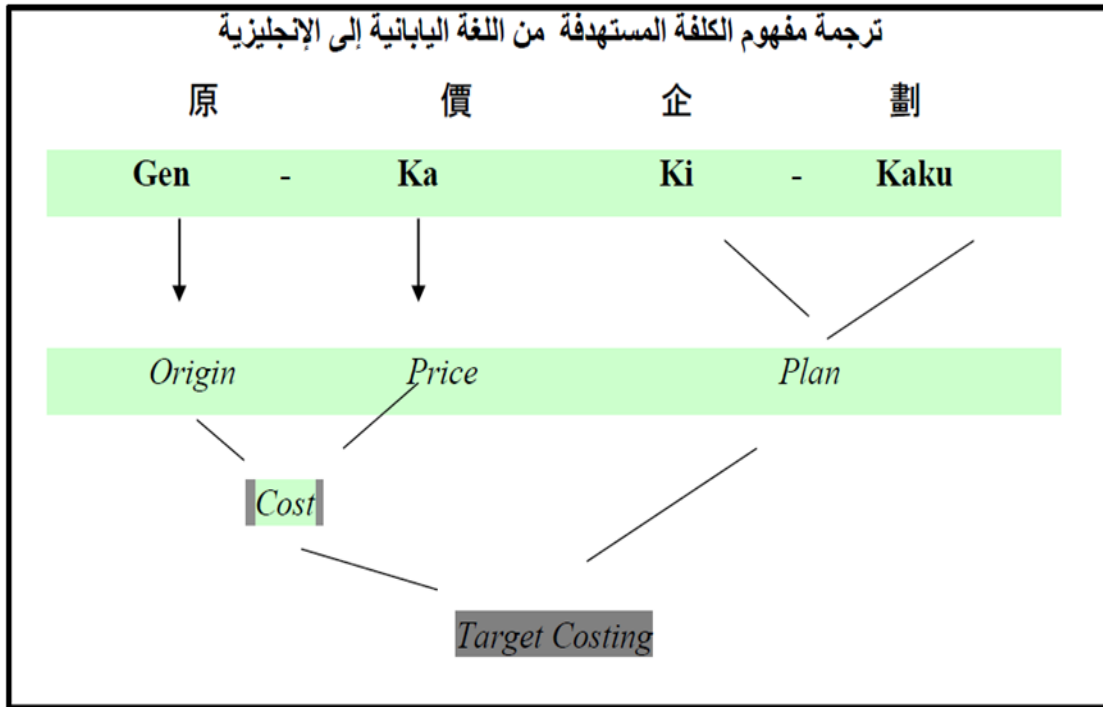 ترجمة مفهوم الكلفة المستهدفة من اللغة اليابانية إلى الإنجليزية
原 價 企 劃
Gen - Ka Ki - Kaku
Origin Price Plan
Cost
Target Costing